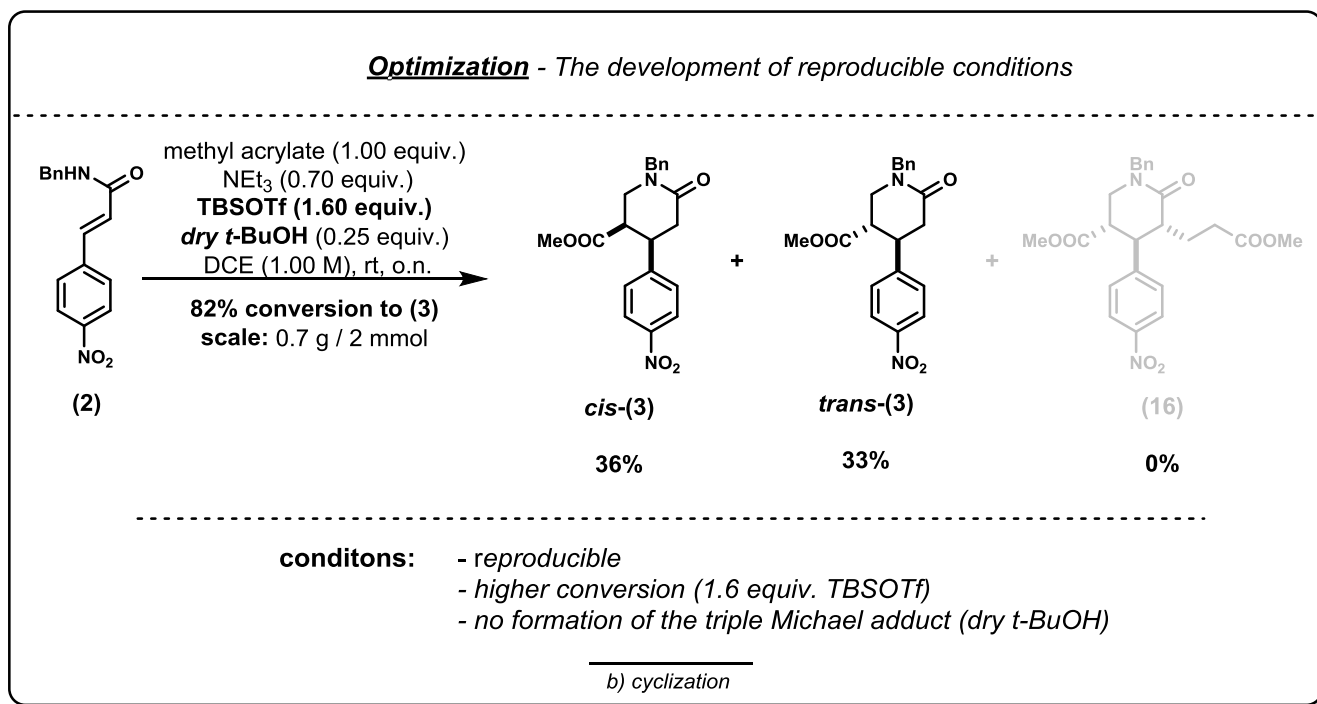 Optimization - The development of reproducible conditions
methyl acrylate (1.00 equiv.)
NEt3 (0.70 equiv.)
TBSOTf (1.60 equiv.)
dry t-BuOH (0.25 equiv.)
DCE (1.00 M), rt, o.n.
82% conversion to (3)
scale: 0.7 g / 2 mmol
BnHN
O
NO2
(2)
Bn
N
O
MeOOC
NO2
cis-(3)
36%
+
Bn
N
O
MeOOC
NO2
trans-(3)
33%
+
Bn
N
O
MeOOC
COOMe
NO2
(16)
0%
conditons:
- reproducible
- higher conversion (1.6 equiv. TBSOTf)
- no formation of the triple Michael adduct (dry t-BuOH)
b) cyclization